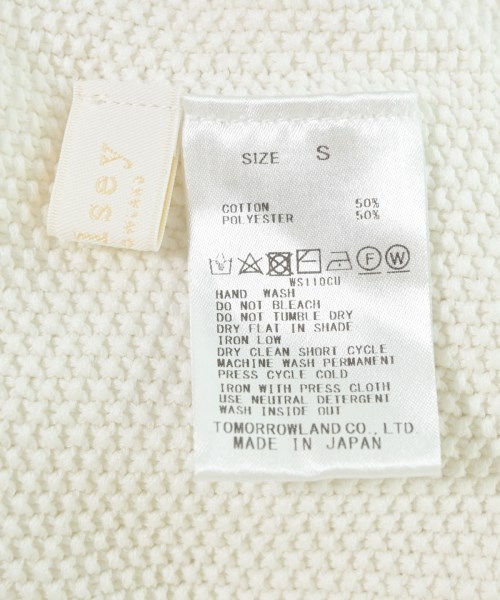 SIZE S
COTTON 50%
POLYESTER 50%
F W
WS110CU
HAND WASH
DO NOT BLEACH
DO NOT TUMBLE DRY
DRY FLAT IN SHADE
IRON LOW
DRY CLEAN SHORT CYCLE
MACHINE WASH PERMANENT
PRESS CYCLE COLD
IRON WITH PRESS CLOTH
USE NEUTRAL DETERGENT
WASH INSIDE OUT
TOMORROWLAND CO., LTD.
MADE IN JAPAN